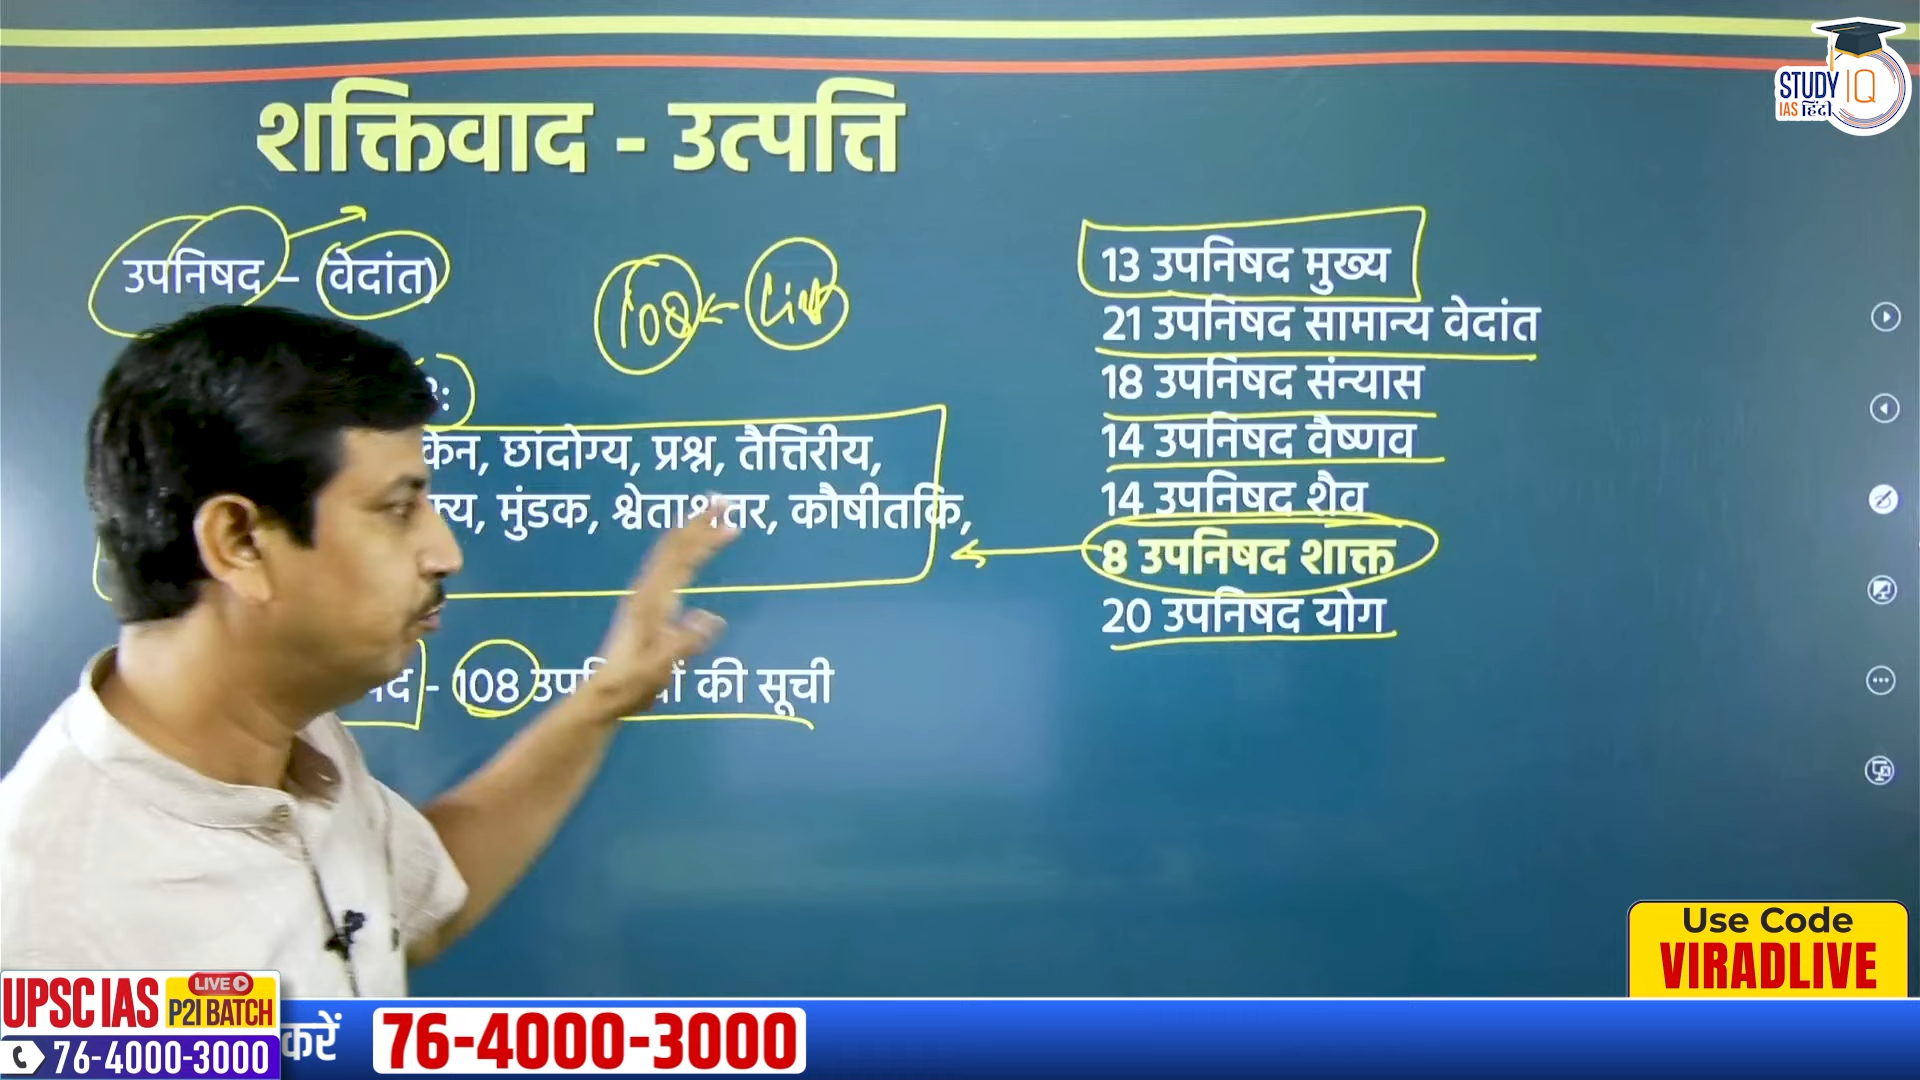 शक्तिवाद - उत्पत्ति
STUDY IQ
IAS हिंदी
उपनिषद – (वेदांत)
108 ← List
केन, छांदोग्य, प्रश्न, तैत्तिरीय,
मुंडक, श्वेताश्वतर, कौषीतकि,
- 108 की सूची
13 उपनिषद मुख्य
21 उपनिषद सामान्य वेदांत
18 उपनिषद संन्यास
14 उपनिषद वैष्णव
14 उपनिषद शैव
8 उपनिषद शाक्त
20 उपनिषद योग
Use Code
VIRADLIVE
UPSC IAS LIVE P2I BATCH
76-4000-3000
करें 76-4000-3000